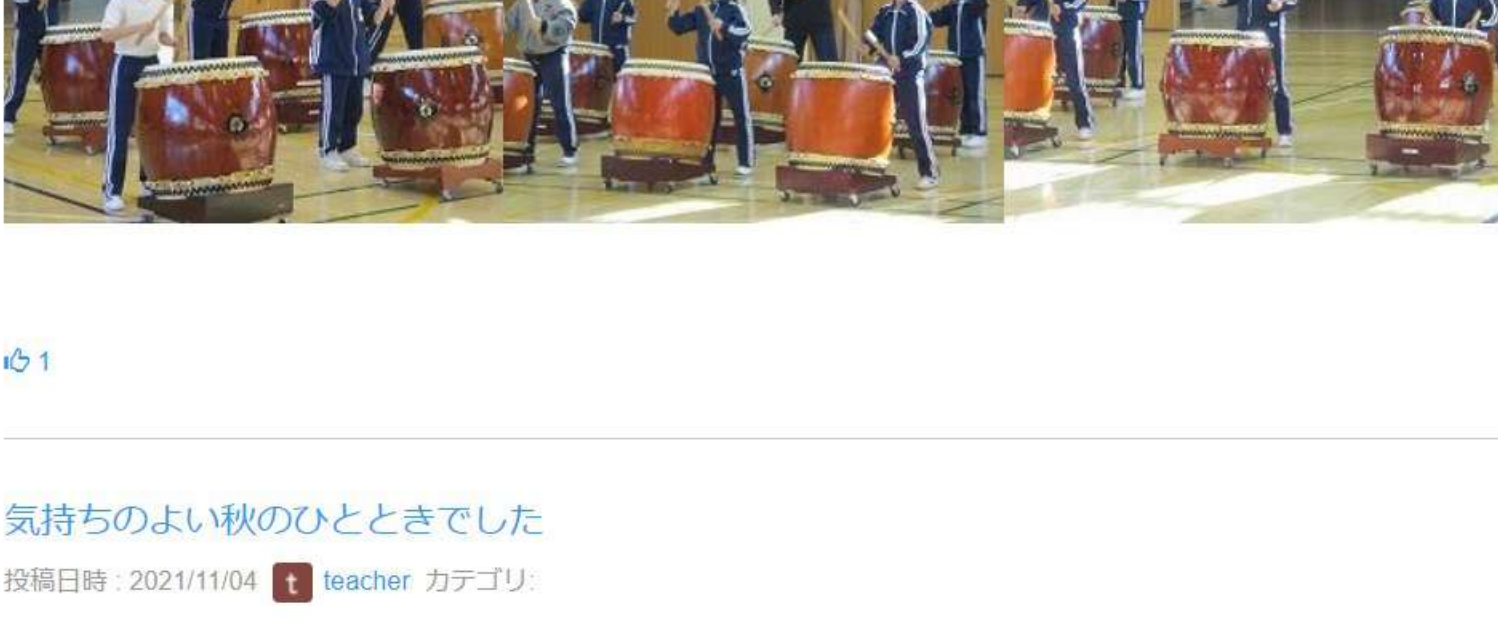 1
気持ちのよい秋のひとときでした
投稿日時 : 2021/11/04 t teacher カテゴリ: